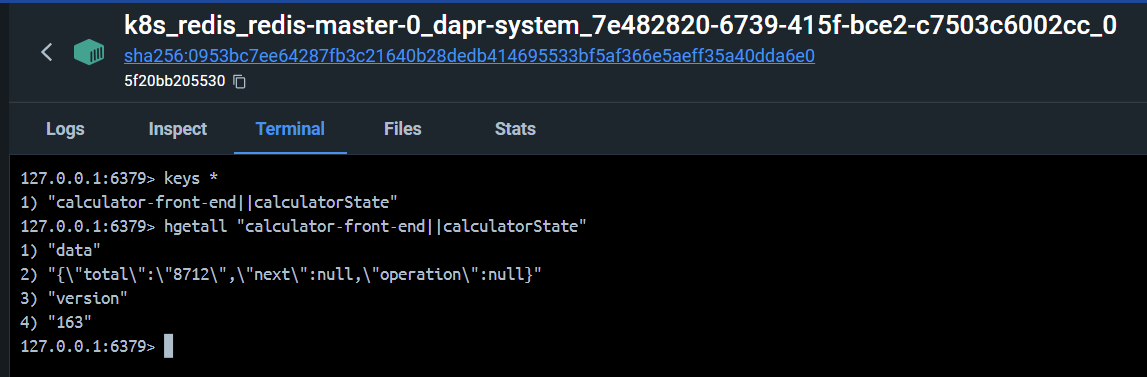 k8s_redis_redis-master-0_dapr-system_7e482820-6739-415f-bce2-c7503c6002cc_0
sha256:0953bc7ee64287fb3c21640b28dedb414695533bf5af366e5aeff35a40dda6e0
5f20bb205530
Logs Inspect Terminal Files Stats
127.0.0.1:6379> keys *
1) "calculator-front-end||calculatorState"
127.0.0.1:6379> hgetall "calculator-front-end||calculatorState"
1) "data"
2) "{\"total\":\"8712\",\"next\":null,\"operation\":null}"
3) "version"
4) "163"
127.0.0.1:6379>